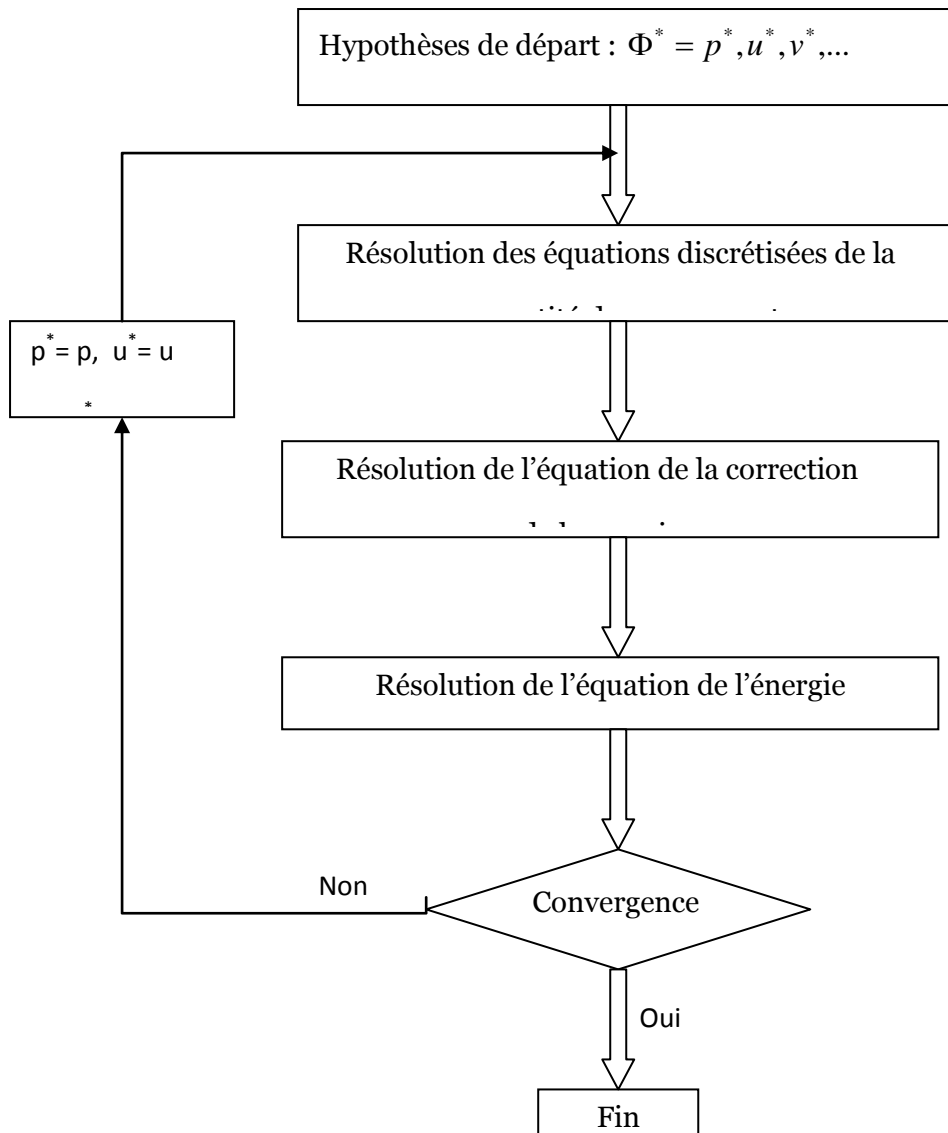 Hypothèses de départ : Φ* = p*,u*,v*,...
Résolution des équations discrétisées de la
p*= p, u*= u
*
Résolution de l’équation de la correction
Résolution de l’équation de l’énergie
Non
Convergence
Oui
Fin